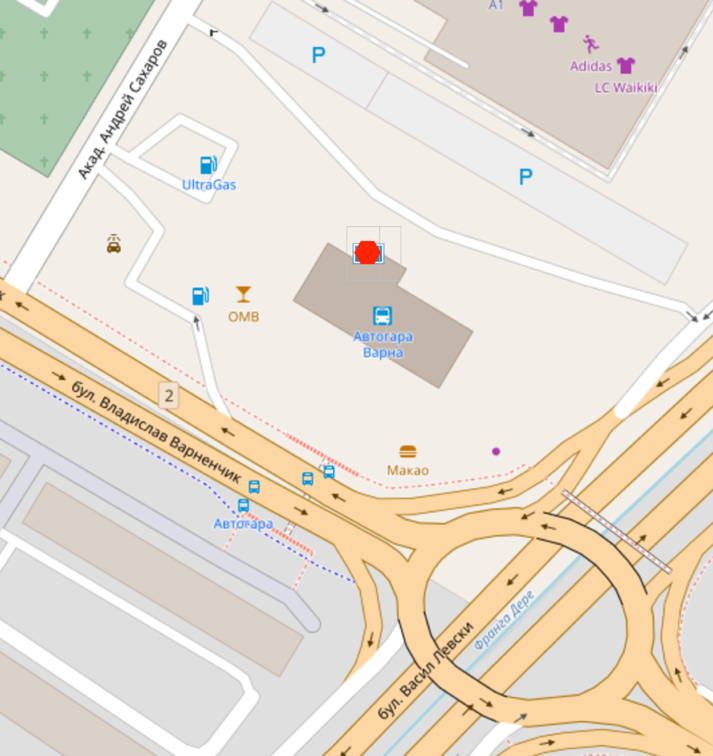 A1
Adidas
LC Waikiki
P
P
Акад. Андрей Сахаров
UltraGas
OMB
Автогара
Варна
2
бул. Владислав Варненчик
Макао
Автогара
бул. Васил Левски
Франга Дере